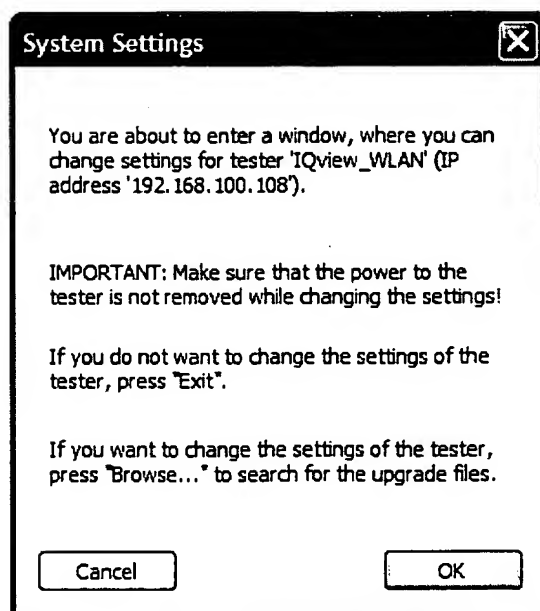 System Settings
You are about to enter a window, where you can
change settings for tester 'IQview_WLAN' (IP
address '192.168.100.108').
IMPORTANT: Make sure that the power to the
tester is not removed while changing the settings!
If you do not want to change the settings of the
tester, press "Exit".
If you want to change the settings of the tester,
press "Browse..." to search for the upgrade files.
Cancel
OK